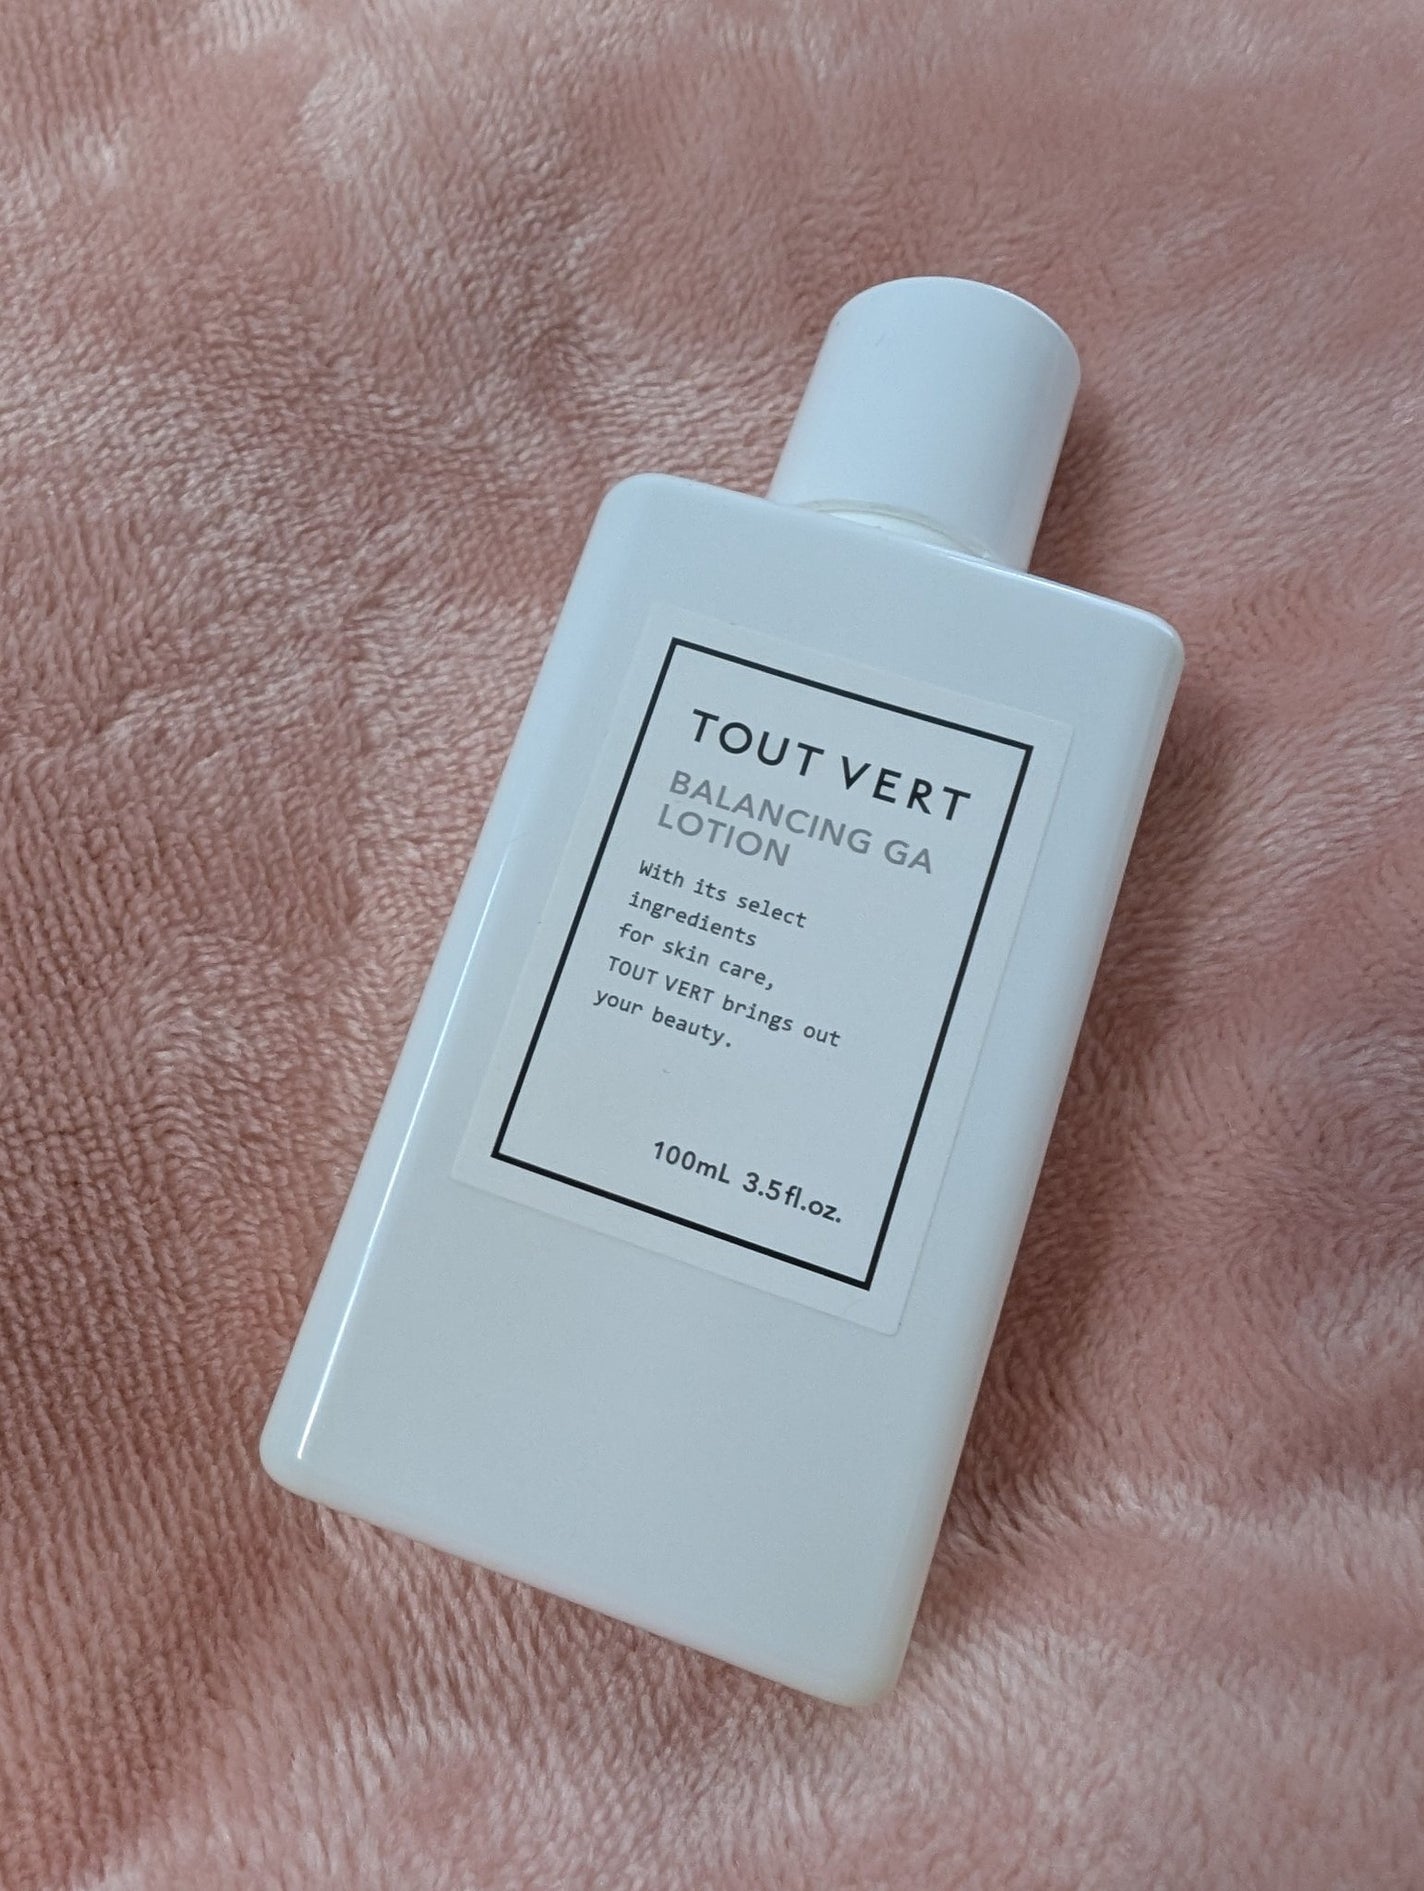 TOUT VERT
BALANCING GA
LOTION
With its select
ingredients
for skin care,
TOUT VERT brings out
your beauty.
100mL 3.5fl.oz.